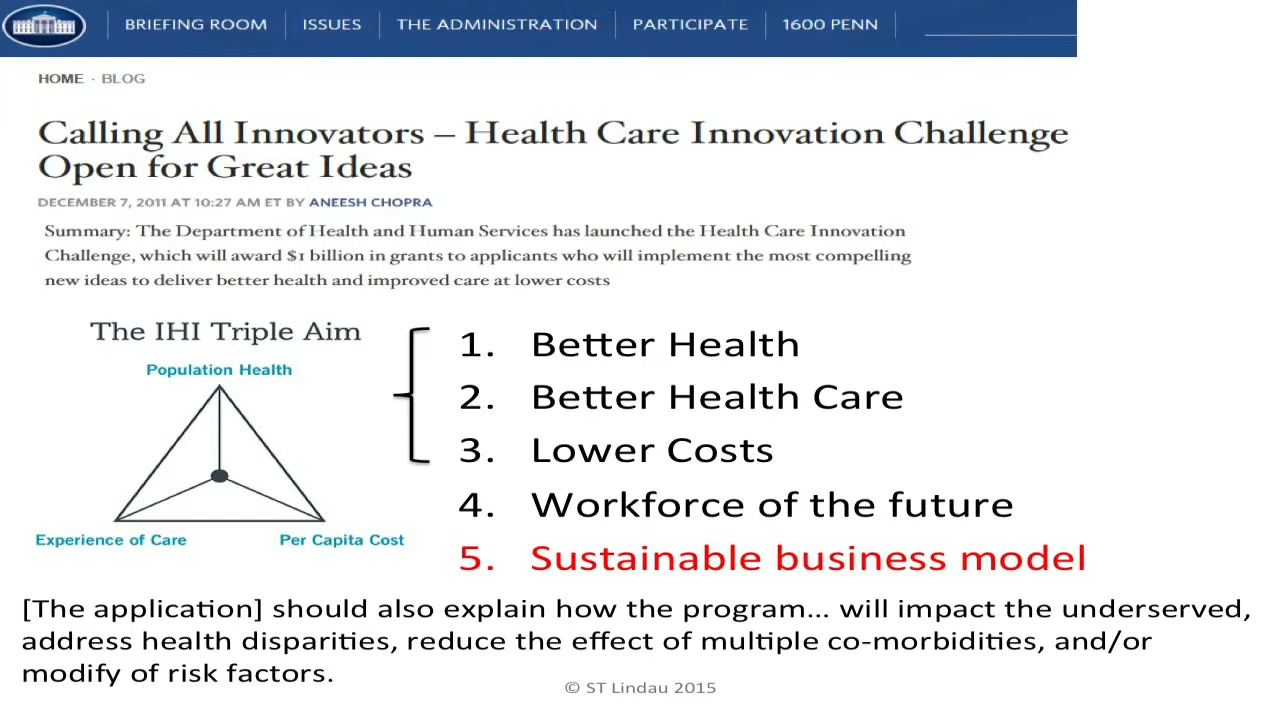 BRIEFING ROOM ISSUES THE ADMINISTRATION PARTICIPATE 1600 PENN
HOME · BLOG
Calling All Innovators – Health Care Innovation Challenge
Open for Great Ideas
DECEMBER 7, 2011 AT 10:27 AM ET BY ANEESH CHOPRA
Summary: The Department of Health and Human Services has launched the Health Care Innovation
Challenge, which will award $1 billion in grants to applicants who will implement the most compelling
new ideas to deliver better health and improved care at lower costs
The IHI Triple Aim
Population Health
Experience of Care
Per Capita Cost
1. Better Health
2. Better Health Care
3. Lower Costs
4. Workforce of the future
5. Sustainable business model
[The application] should also explain how the program... will impact the underserved,
address health disparities, reduce the effect of multiple co-morbidities, and/or
modify of risk factors.
© ST Lindau 2015